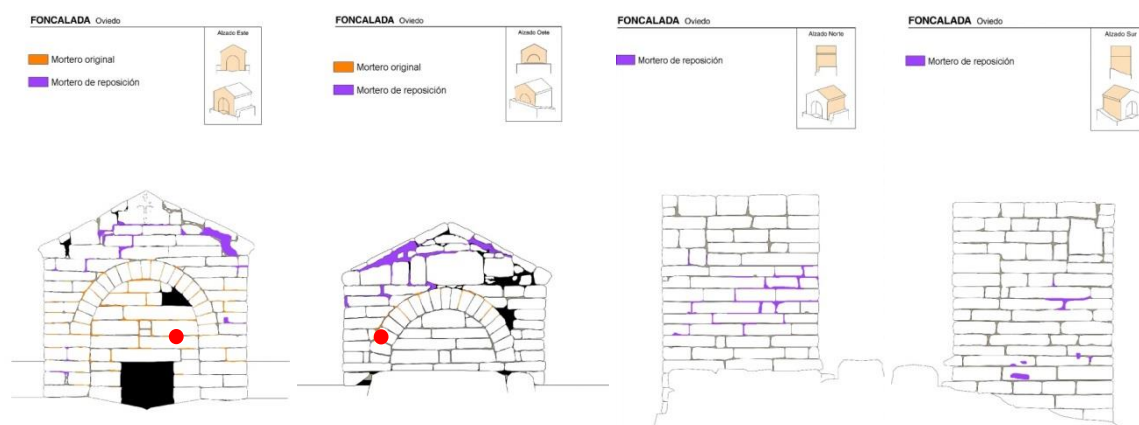 FONCALADA Oviedo
Alzado Este
Mortero original
Mortero de reposición
FONCALADA Oviedo
Alzado Oste
Mortero original
Mortero de reposición
FONCALADA Oviedo
Alzado Norte
Mortero de reposición
FONCALADA Oviedo
Alzado Sur
Mortero de reposición